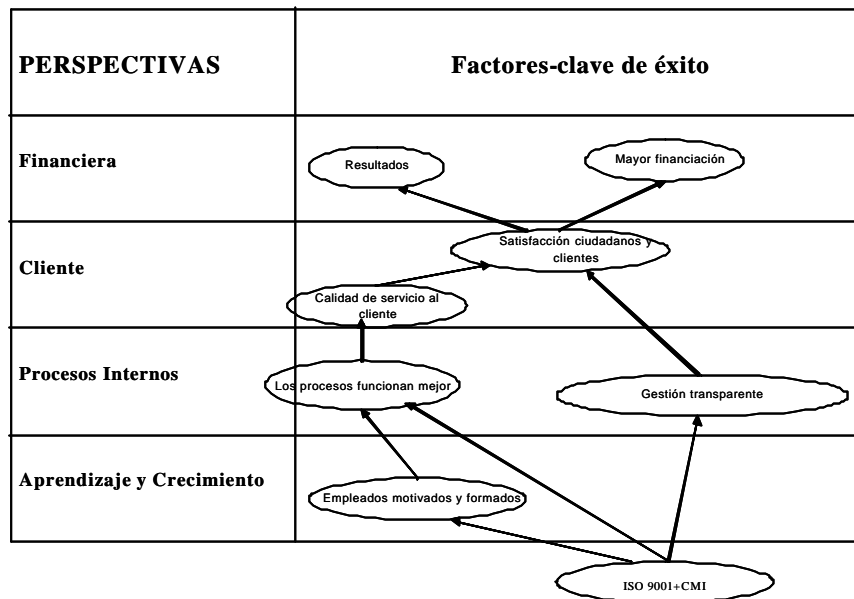 PERSPECTIVAS
Factores-clave de éxito
Financiera
Resultados
Mayor financiación
Cliente
Satisfacción ciudadanos y
clientes
Calidad de servicio al
cliente
Procesos Internos
Los procesos funcionan mejor
Gestión transparente
Aprendizaje y Crecimiento
Empleados motivados y formados
ISO 9001+CMI